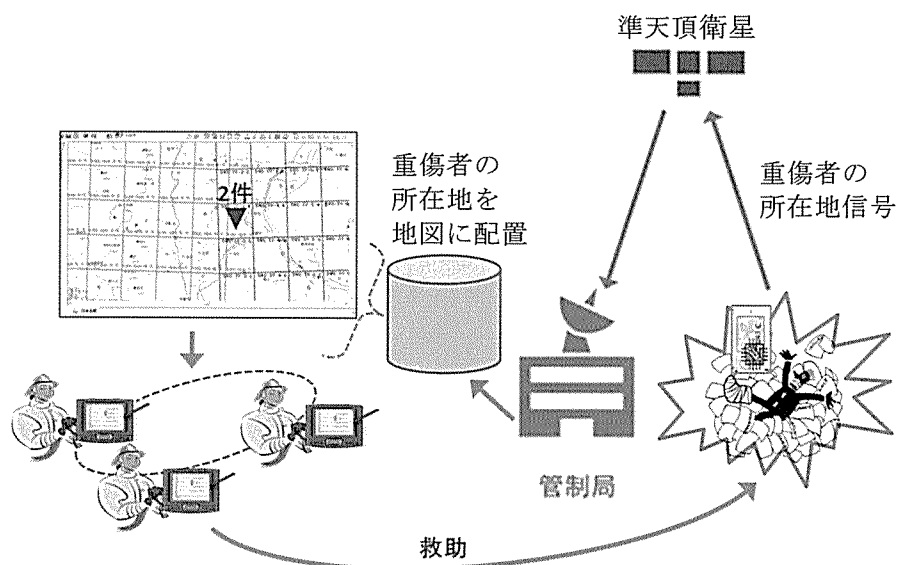 準天頂衛星
重傷者の
所在地を
地図に配置
重傷者の
所在地信号
2件
管制局
救助